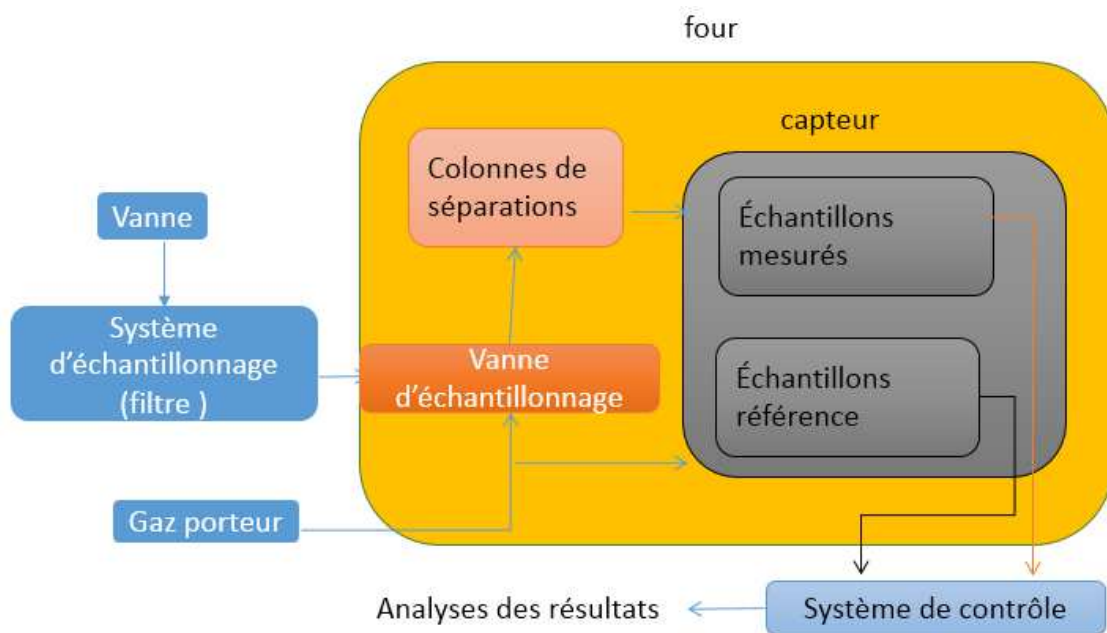 four
capteur
Colonnes de
séparations
Échantillons
mesurés
Vanne
Système
d'échantillonnage
(filtre )
Vanne
d'échantillonnage
Échantillons
référence
Gaz porteur
Analyses des résultats
Système de contrôle